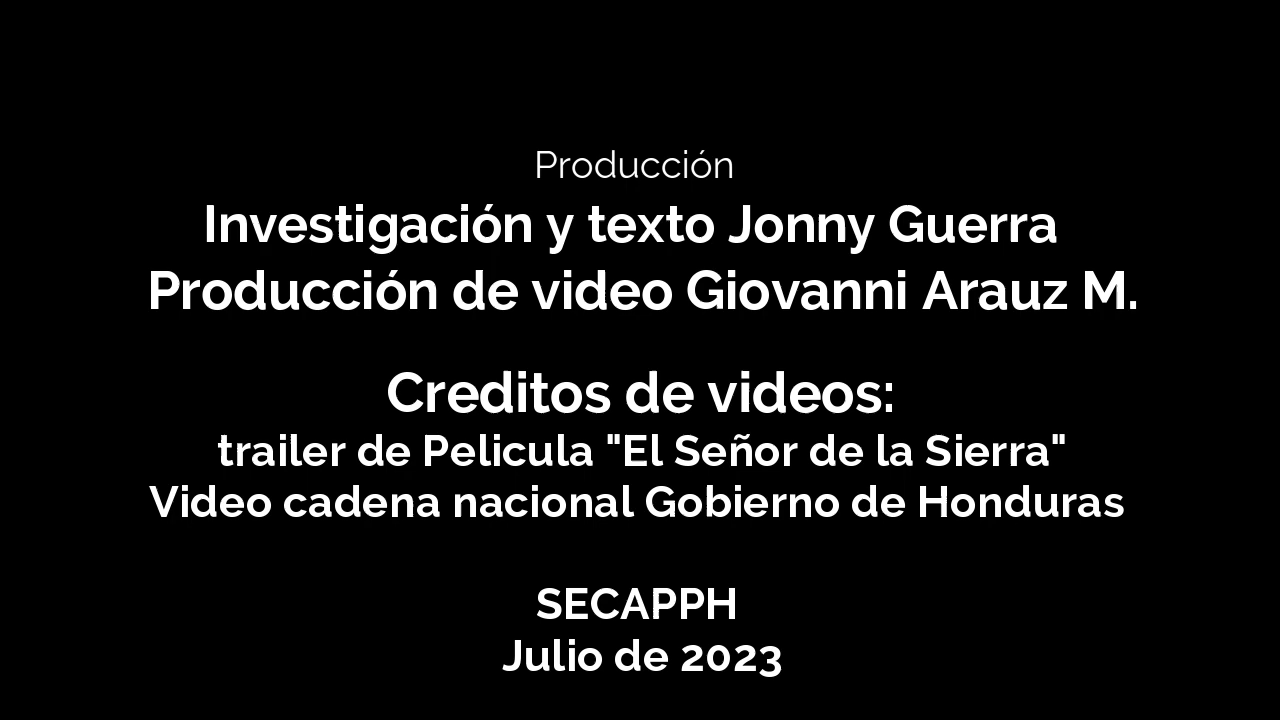 Producción
Investigación y texto Jonny Guerra
Producción de video Giovanni Arauz M.
Creditos de videos:
trailer de Pelicula "El Señor de la Sierra"
Video cadena nacional Gobierno de Honduras
SECAPPH
Julio de 2023